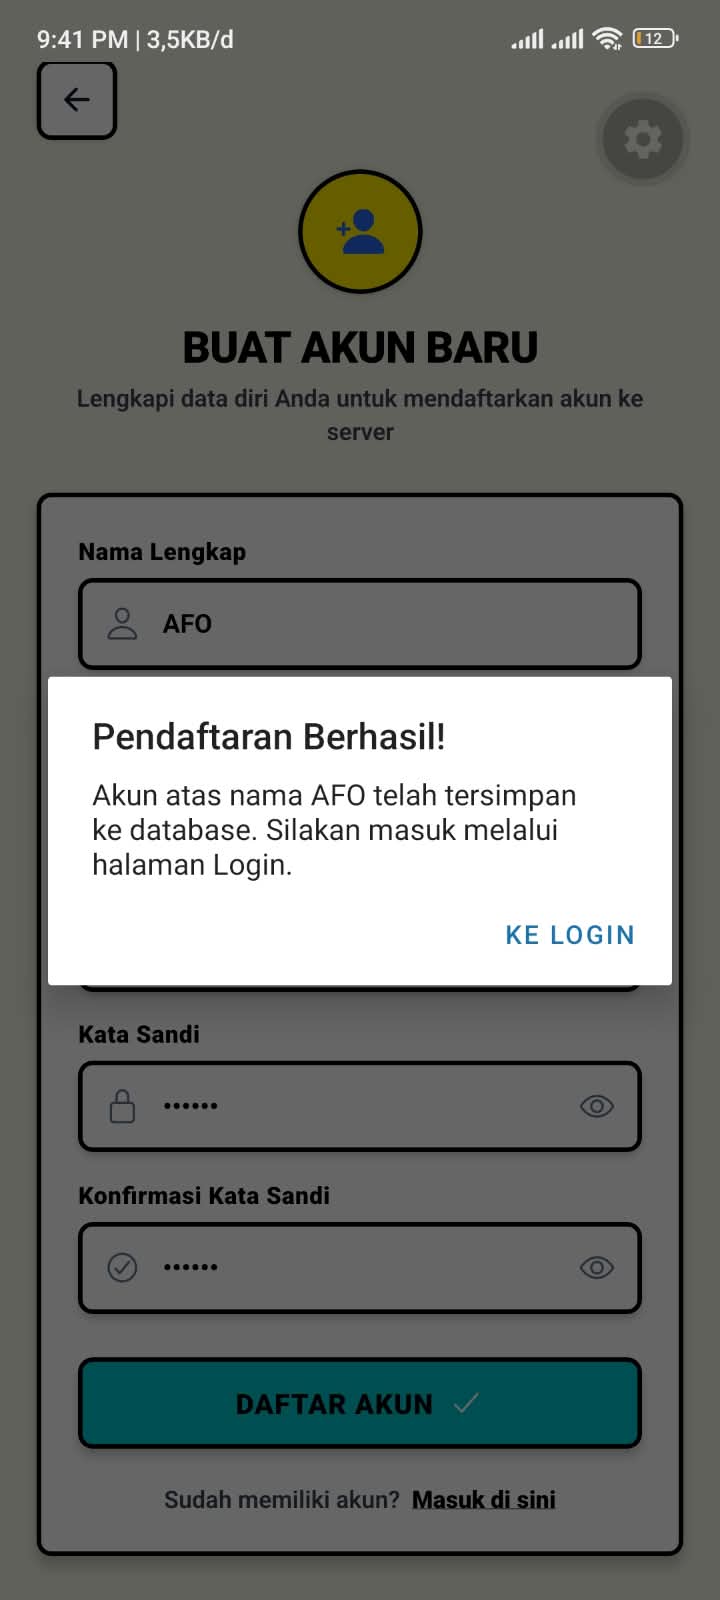 9:41 PM | 3,5KB/d
12
BUAT AKUN BARU
Lengkapi data diri Anda untuk mendaftarkan akun ke
server
Nama Lengkap
AFO
Pendaftaran Berhasil!
Akun atas nama AFO telah tersimpan
ke database. Silakan masuk melalui
halaman Login.
KE LOGIN
Kata Sandi
••••••
Konfirmasi Kata Sandi
••••••
DAFTAR AKUN
Sudah memiliki akun? Masuk di sini